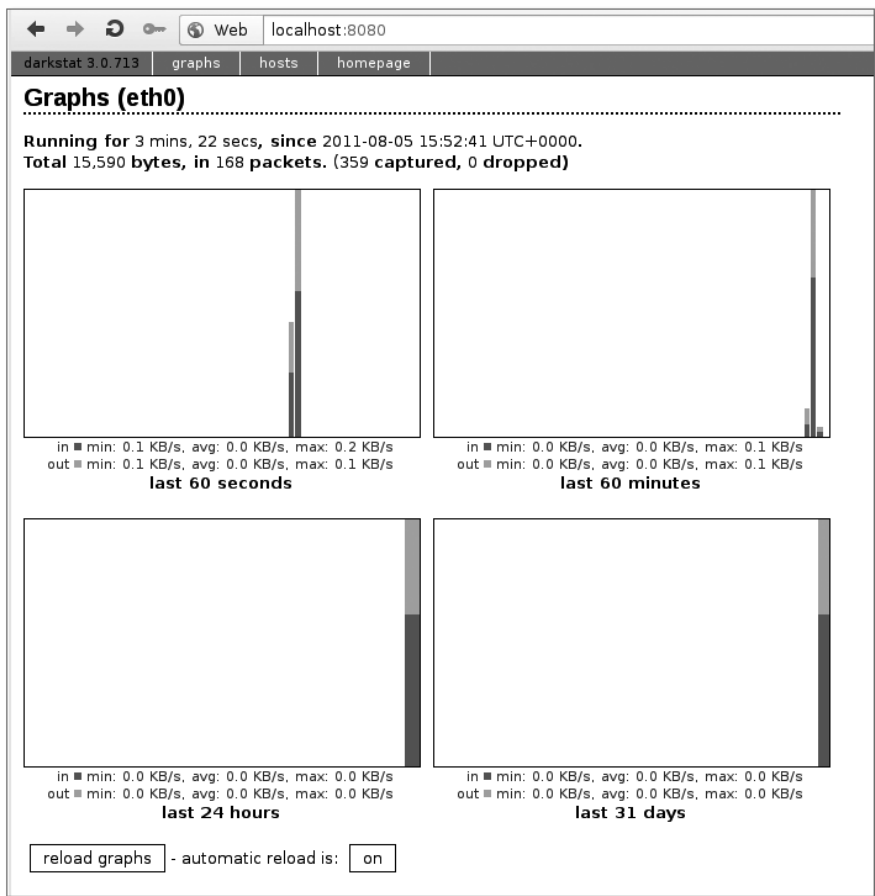 Web localhost:8080
darkstat 3.0.713 graphs hosts homepage
Graphs (eth0)
Running for 3 mins, 22 secs, since 2011-08-05 15:52:41 UTC+0000.
Total 15,590 bytes, in 168 packets. (359 captured, 0 dropped)
in min: 0.1 KB/s, avg: 0.0 KB/s, max: 0.2 KB/s
out min: 0.1 KB/s, avg: 0.0 KB/s, max: 0.1 KB/s
last 60 seconds
in min: 0.0 KB/s, avg: 0.0 KB/s, max: 0.1 KB/s
out min: 0.0 KB/s, avg: 0.0 KB/s, max: 0.1 KB/s
last 60 minutes
in min: 0.0 KB/s, avg: 0.0 KB/s, max: 0.0 KB/s
out min: 0.0 KB/s, avg: 0.0 KB/s, max: 0.0 KB/s
last 24 hours
in min: 0.0 KB/s, avg: 0.0 KB/s, max: 0.0 KB/s
out min: 0.0 KB/s, avg: 0.0 KB/s, max: 0.0 KB/s
last 31 days
reload graphs - automatic reload is: on